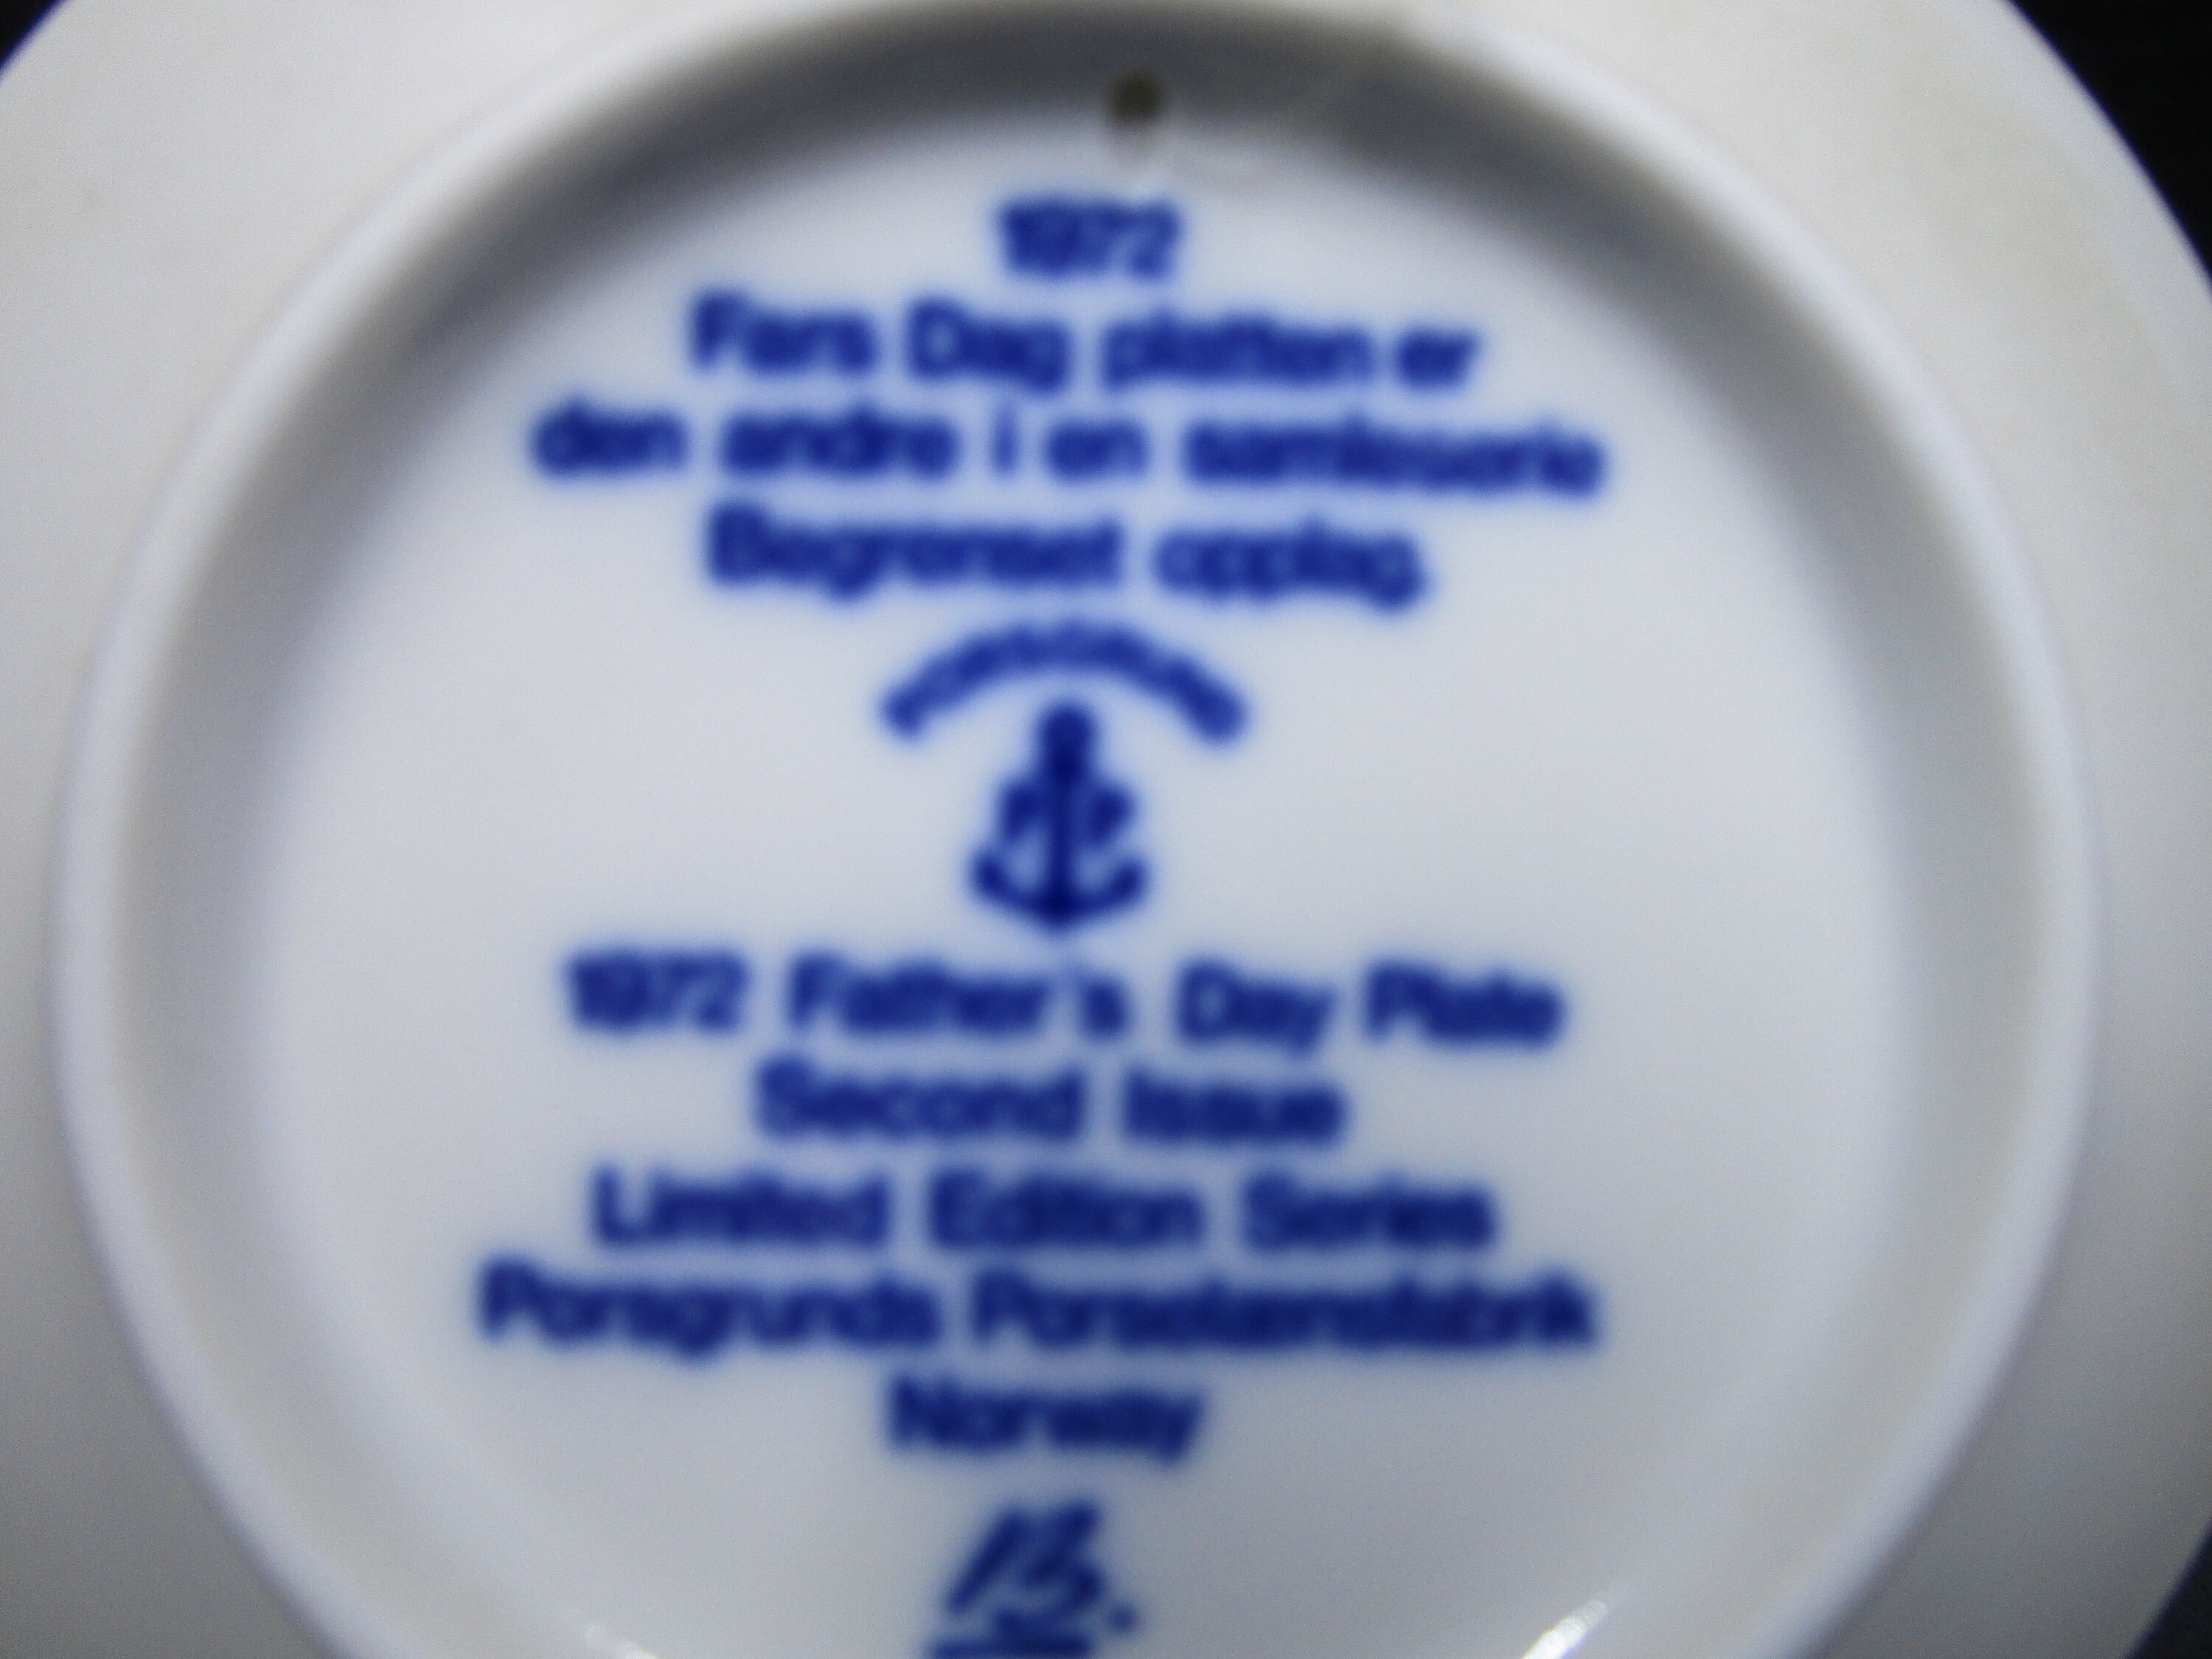 1972
Fars Dag platten er
den andre i en samleserie
Begrenset opplag.
PORSGRUND
P P
1972 Father's Day Plate
Second Issue
Limited Edition Series
Porsgrunds Porselænsfabrik
Norway